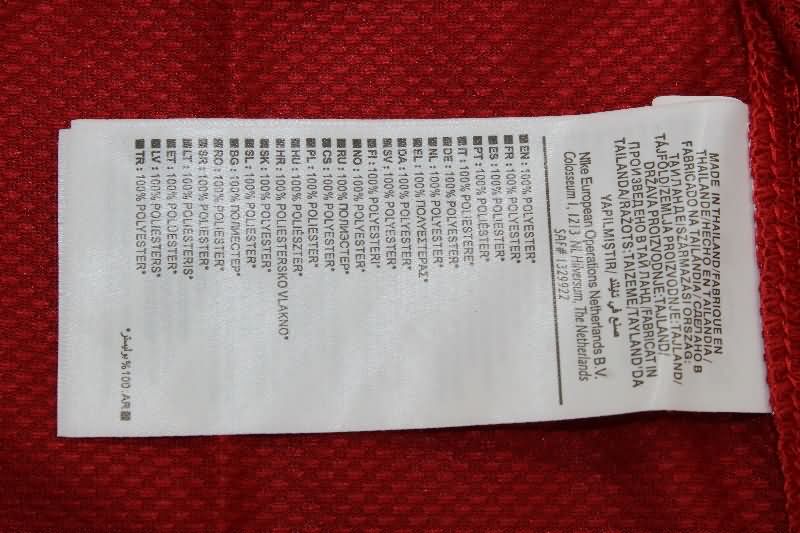 MADE IN THAILAND/FABRIQUE EN
THAILANDE/HECHO EN TAILANDIA/
FABRICADO NA TAILÂNDIA/СДЕЛАНО В
ТАИЛАНДЕ/SZÁRMAZÁSI ORSZÁG:
TÁJFÖLD/ZEMJA PROIZVODNJE:TAJLAND/
DRŽAVA PROIZVODNJE:TAJLAND/
ПРОИЗВЕДЕНО В ТАЙ ЛАНД /FABRICAT IN
TAILANDA/RAZOTS:TAIZEME/TAYLAND'DA
YAPILMIŞTIR/ صنع في تايلند
Nike European Operations Netherlands B.V.
Colosseum 1, 1213 NL Hilversum, The Netherlands
SAF# 1329922
EN: 100% POLYESTER*
FR: 100% POLYESTER*
ES: 100% POLIÉSTER*
PT: 100% POLIÉSTER*
IT: 100% POLIESTERE*
DE: 100% POLYESTER*
NL: 100% POLYESTER*
EL: 100% ΠΟΛΥΕΣΤΕΡΑΣ*
DA: 100% POLYESTER*
SV: 100% POLYESTER*
FI: 100% POLYESTERI*
NO: 100% POLYESTER*
RU: 100% ПОЛИЭСТЕР*
CS: 100% POLYESTER*
PL: 100% POLIESTER*
HU: 100% POLIÉSZTER*
HR: 100% POLIESTERSKO VLAKNO*
SK: 100% POLYESTER*
SL: 100% POLIESTER*
BG: 100% ПОЛИЕСТЕР*
RO: 100% POLIESTER*
SR: 100% POLIESTER*
LT: 100% POLIESTERIS*
ET: 100% POLÜESTER*
LV: 100% POLIESTERS*
TR: 100% POLYESTER*
AR: 100% بوليستر*